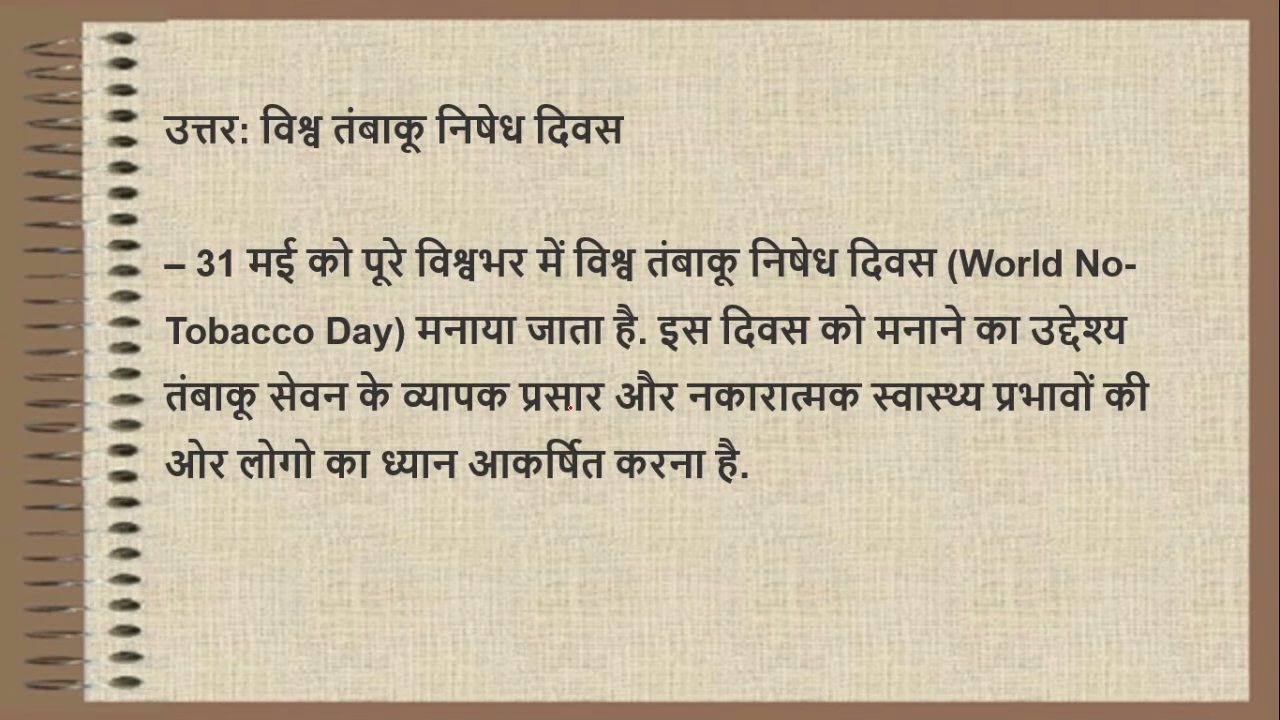 उत्तर: विश्व तंबाकू निषेध दिवस
– 31 मई को पूरे विश्वभर में विश्व तंबाकू निषेध दिवस (World No-
Tobacco Day) मनाया जाता है. इस दिवस को मनाने का उद्देश्य
तंबाकू सेवन के व्यापक प्रसार और नकारात्मक स्वास्थ्य प्रभावों की
ओर लोगो का ध्यान आकर्षित करना है.